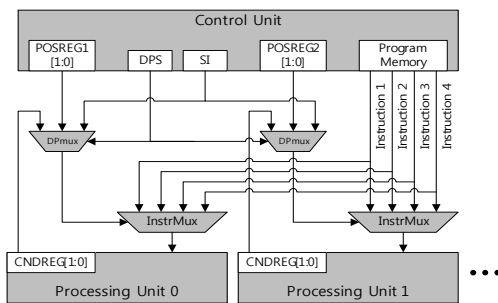 Control Unit
POSREG1
[1:0]
DPS
SI
POSREG2
[1:0]
Program
Memory
Instruction 1
Instruction 2
Instruction 3
Instruction 4
DPmux
DPmux
InstrMux
InstrMux
CNDREG[1:0]
CNDREG[1:0]
Processing Unit 0
Processing Unit 1
...